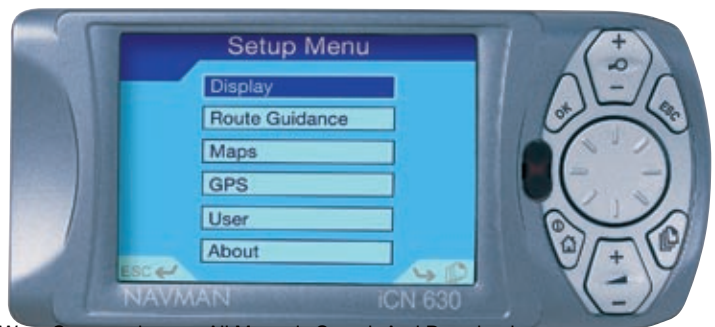 Setup Menu
Display
Route Guidance
Maps
GPS
User
About
ESC
NAVMAN
iCN 630
+
-
OK
ESC
+
-